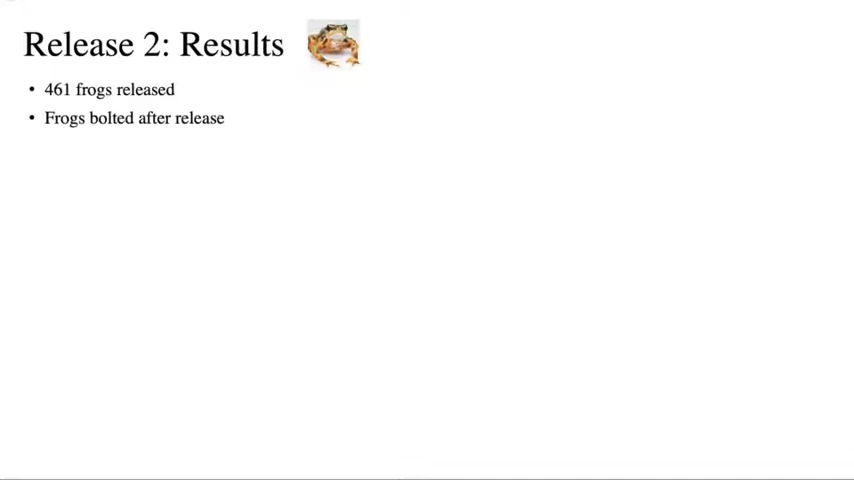 Release 2: Results
• 461 frogs released
• Frogs bolted after release